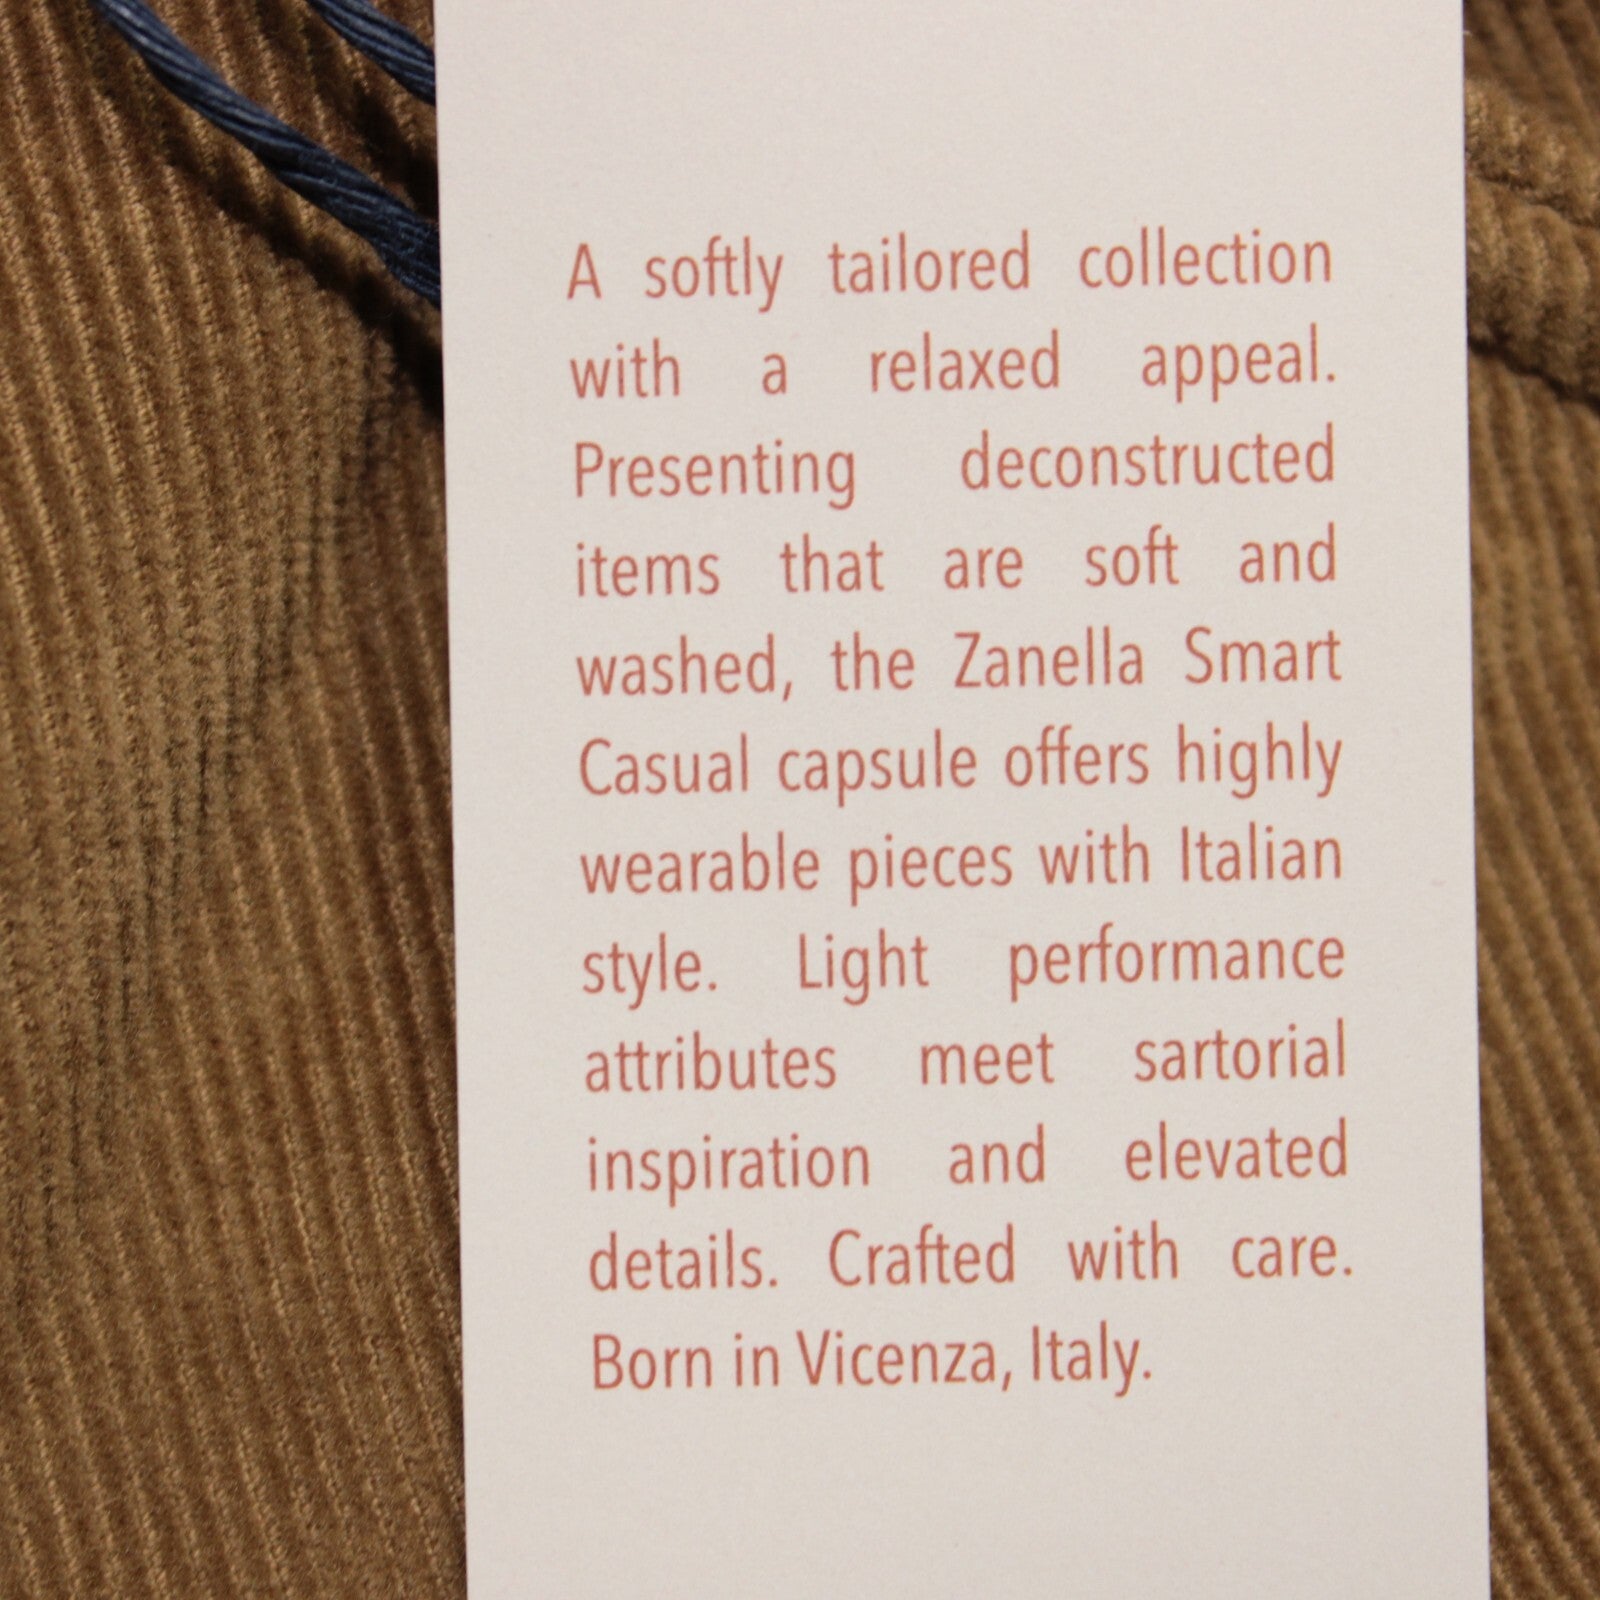 A softly tailored collection
with a relaxed appeal.
Presenting deconstructed
items that are soft and
washed, the Zanella Smart
Casual capsule offers highly
wearable pieces with Italian
style. Light performance
attributes meet sartorial
inspiration and elevated
details. Crafted with care.
Born in Vicenza, Italy.